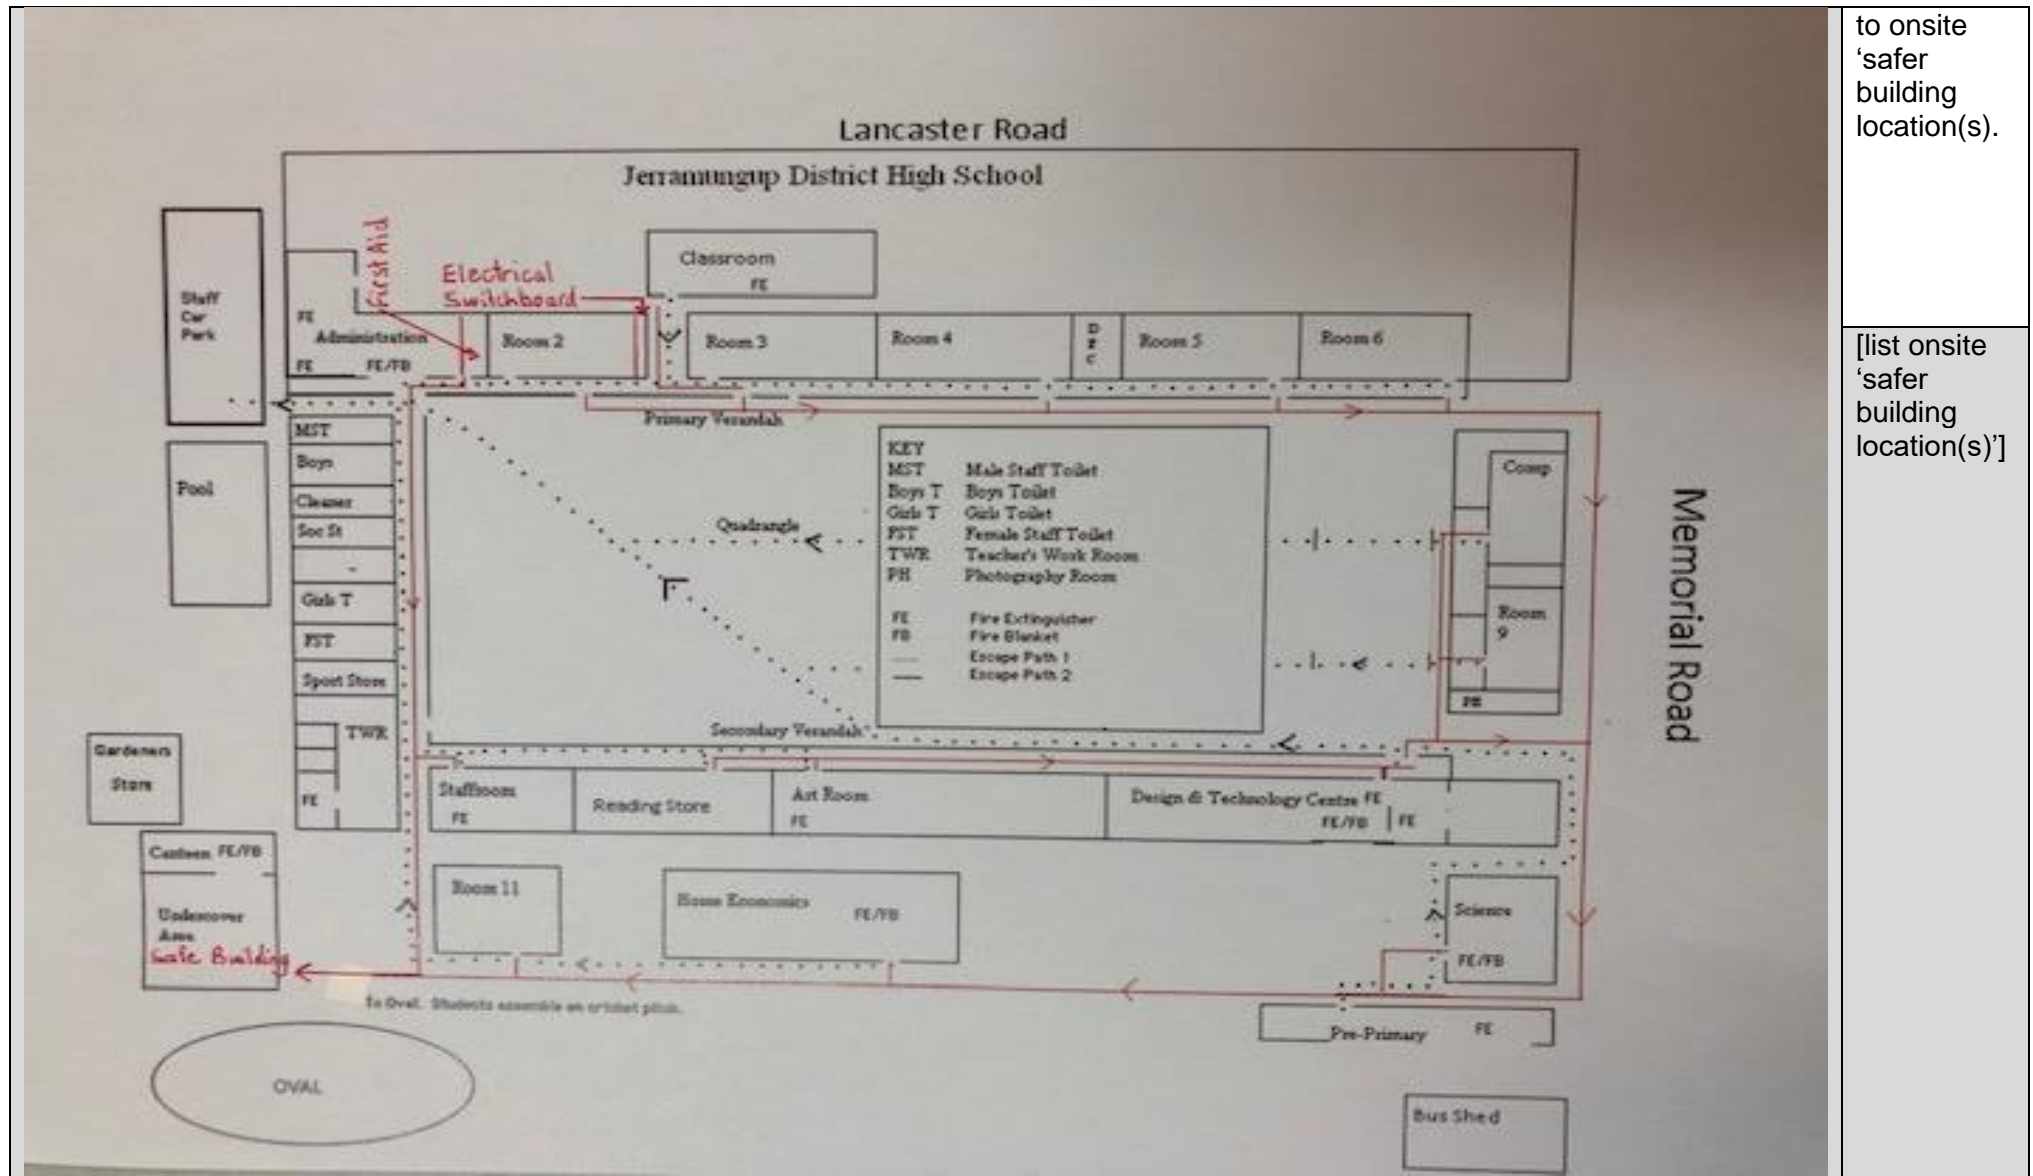 to onsite
‘safer
building
location(s).
[list onsite
‘safer
building
location(s)’]
Lancaster Road
Jerramungup District High School
Memorial Road
Staff
Car
Park
Pool
First Aid
Electrical
Switchboard
Classroom
FE
FE
Administration
FE
FE/FB
Room 2
Room 3
Room 4
Room 5
Room 6
Primary Verandah
MST
Boys
Cleaner
Soc St
Girls T
FST
Sport Store
TWR
FE
Quadrangle
KEY
MST Male Staff Toilet
Boys T Boys Toilet
Girls T Girls Toilet
FST Female Staff Toilet
TWR Teacher's Work Room
PH Photography Room
FE Fire Extinguisher
FB Fire Blanket
Escape Path 1
Escape Path 2
Comp
Room
9
PH
Secondary Verandah
Gardeners
Store
Staffroom
FE
Reading Store
Art Room
FE
Design & Technology Centre FE
FE/FB
FE
Canteen FE/FB
Undercover
Area
Safe Building
Room 11
Home Economics
FE/FB
Science
FE/FB
To Oval. Students assemble on cricket pitch.
Pre-Primary
FE
OVAL
Bus Shed